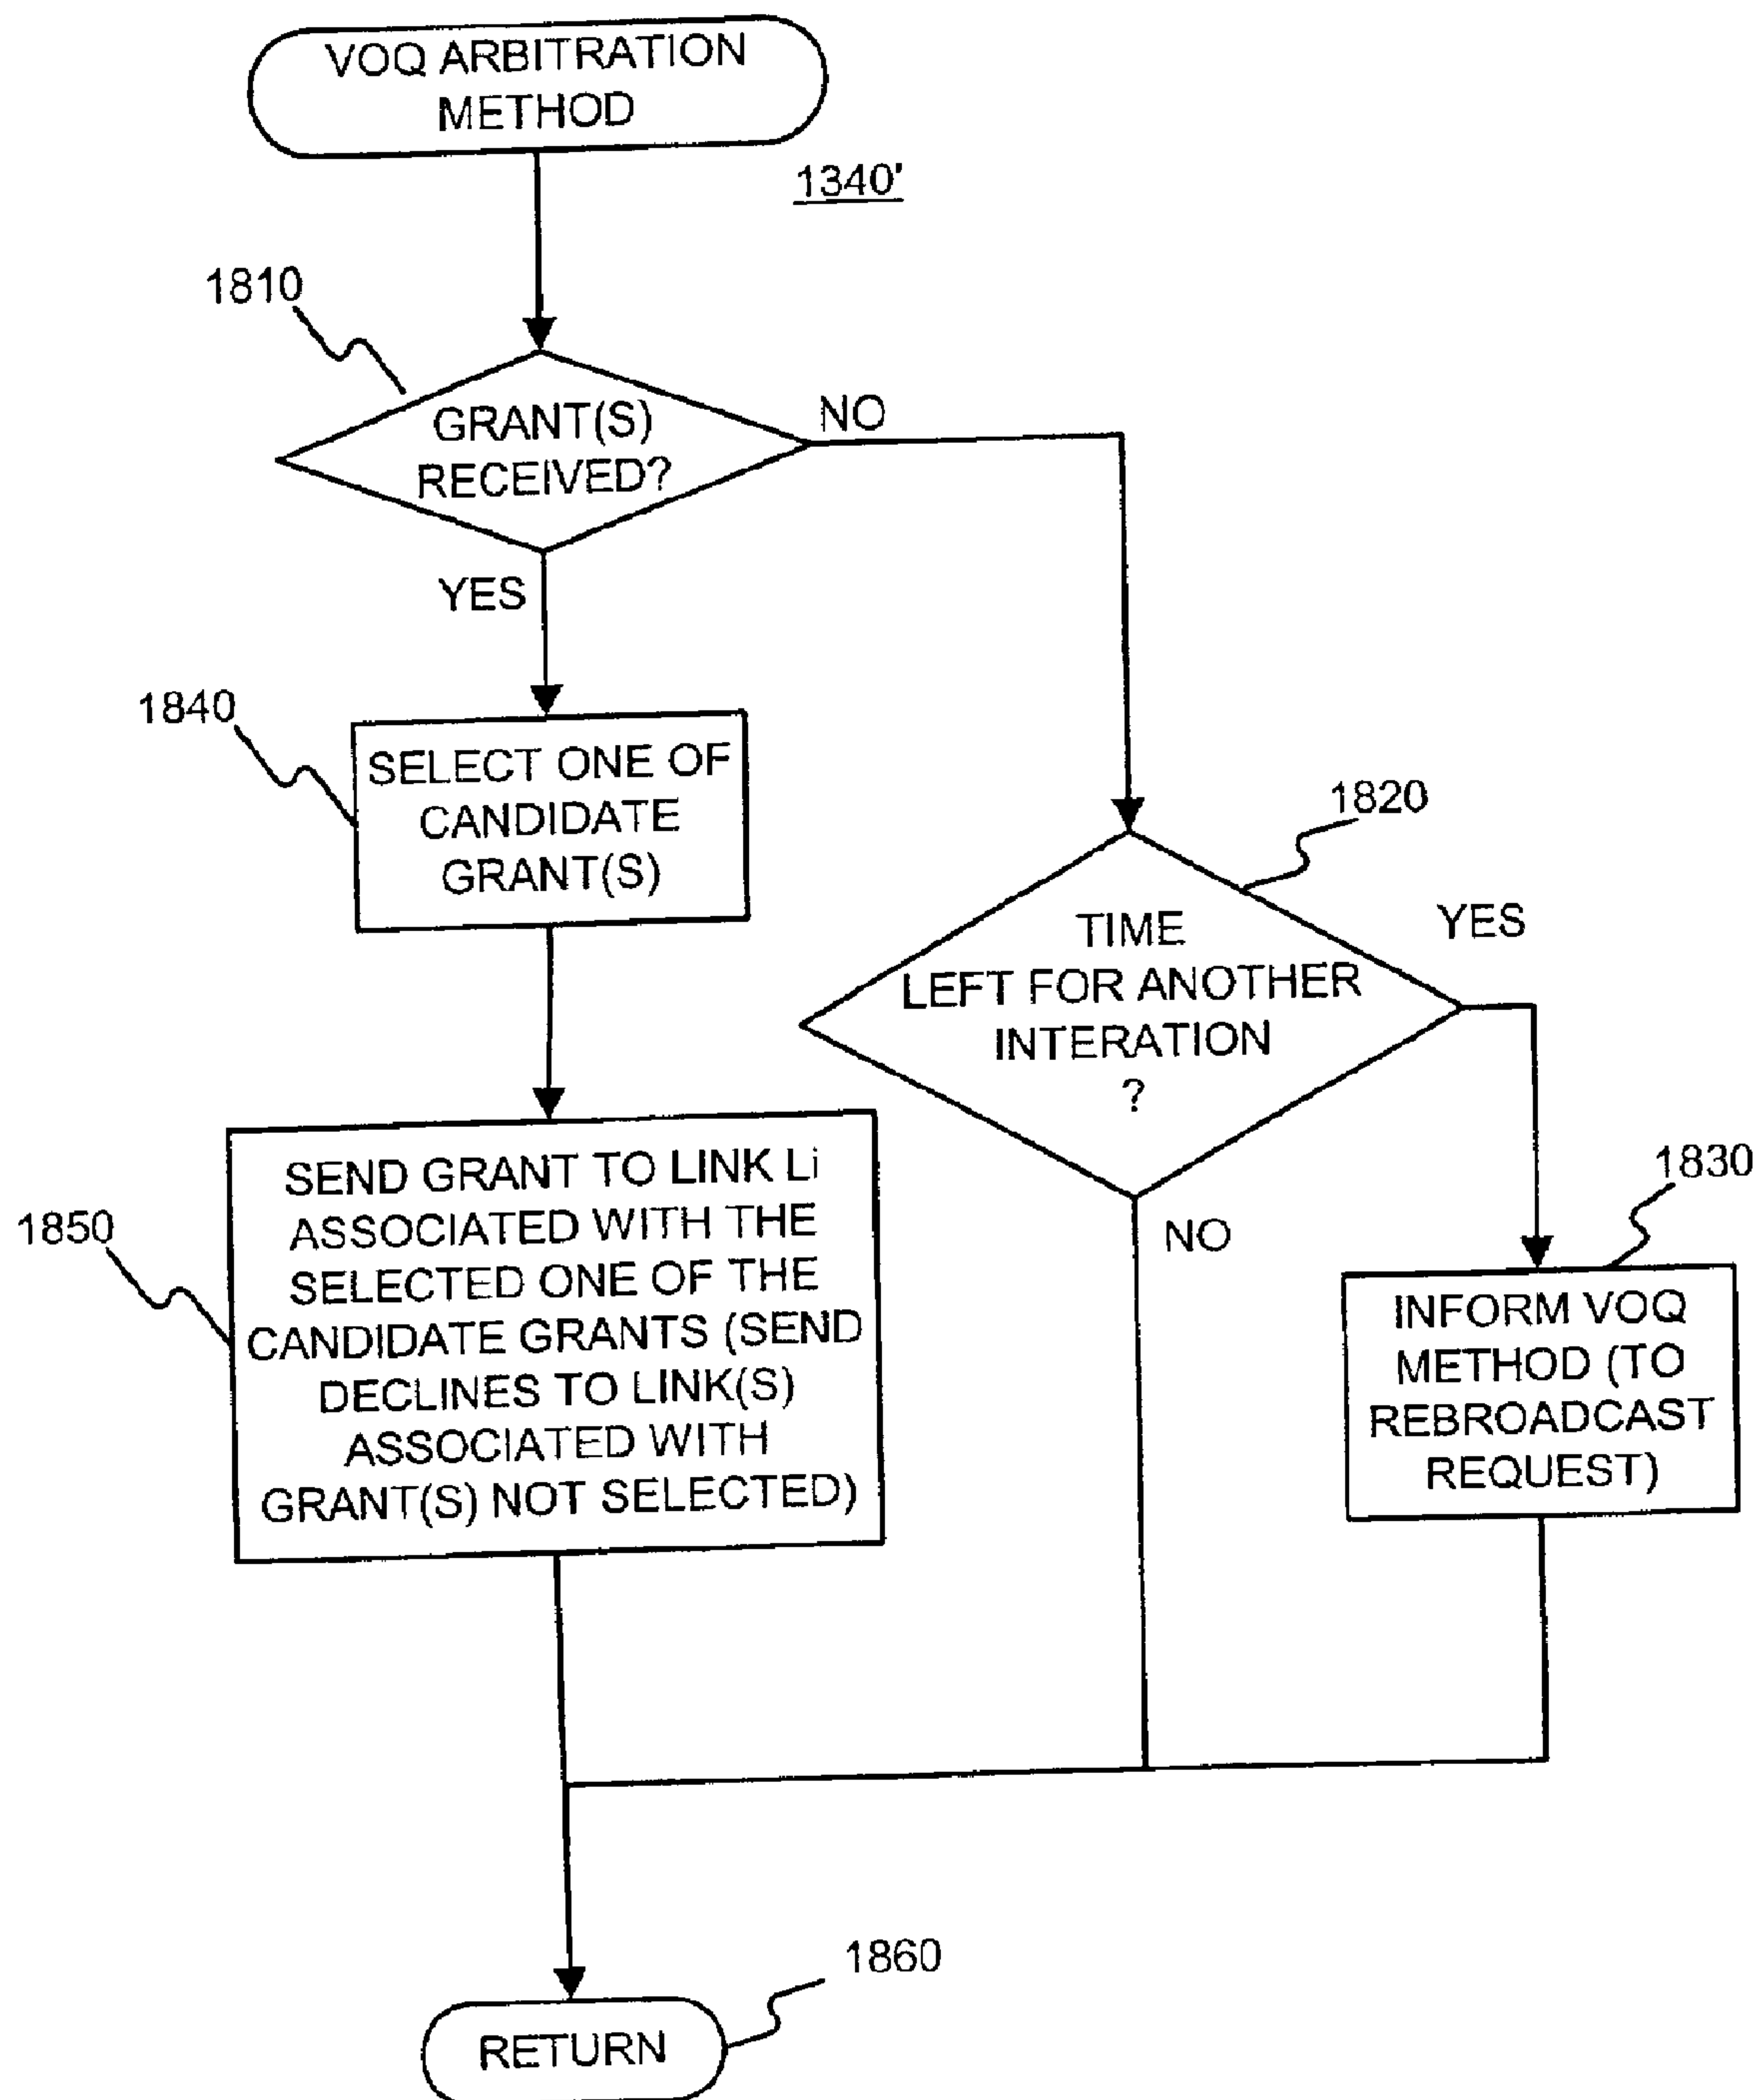 VOQ ARBITRATION
METHOD
1340'
1810
GRANT(S)
RECEIVED?
NO
YES
1840
SELECT ONE OF
CANDIDATE
GRANT(S)
1820
TIME
LEFT FOR ANOTHER
INTERATION
?
YES
NO
1830
INFORM VOQ
METHOD (TO
REBROADCAST
REQUEST)
1850
SEND GRANT TO LINK Li
ASSOCIATED WITH THE
SELECTED ONE OF THE
CANDIDATE GRANTS (SEND
DECLINES TO LINK(S)
ASSOCIATED WITH
GRANT(S) NOT SELECTED)
1860
RETURN